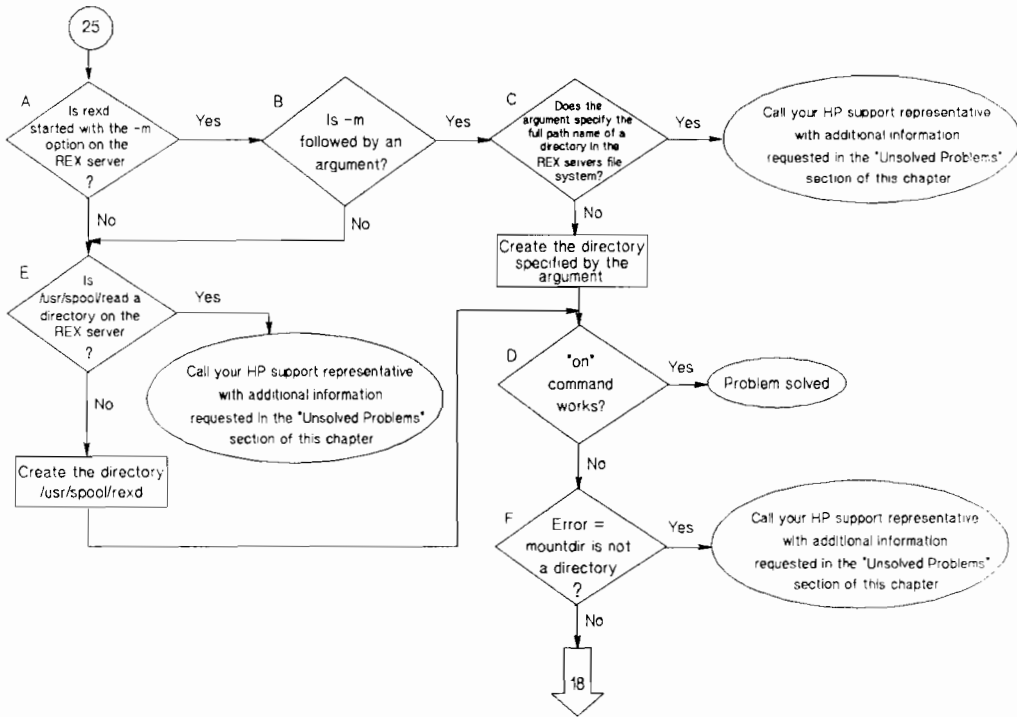 25
A
Is rexd
started with the -m
option on the
REX server
?
Yes
No
B
Is -m
followed by an
argument?
Yes
No
C
Does the
argument specify the
full path name of a
directory in the
REX servers file
system?
Yes
No
Call your HP support representative
with additional information
requested in the "Unsolved Problems"
section of this chapter
Create the directory
specified by the
argument
E
Is
/usr/spool/read a
directory on the
REX server
?
Yes
No
Call your HP support representative
with additional information
requested in the "Unsolved Problems"
section of this chapter
Create the directory
/usr/spool/rexd
D
"on"
command
works?
Yes
Problem solved
No
F
Error =
mountdir is not
a directory
?
Yes
No
Call your HP support representative
with additional information
requested in the "Unsolved Problems"
section of this chapter
18